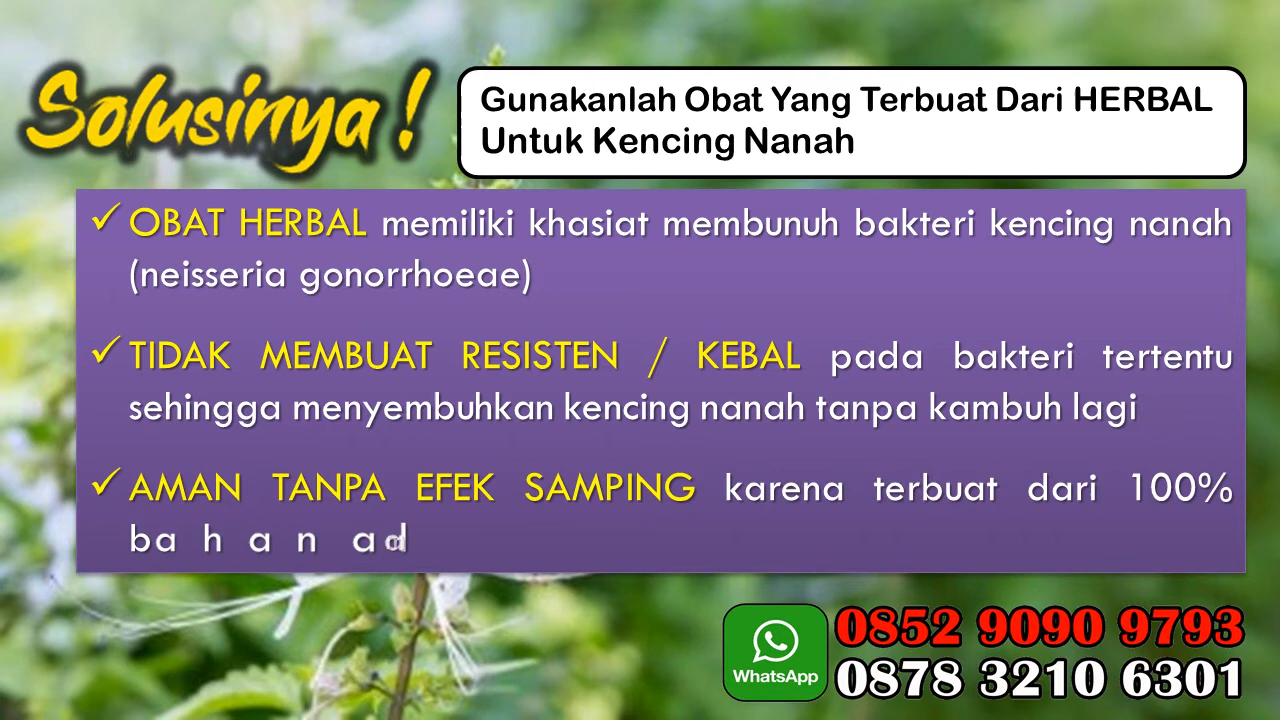 Solusinya !
Gunakanlah Obat Yang Terbuat Dari HERBAL
Untuk Kencing Nanah
✓ OBAT HERBAL memiliki khasiat membunuh bakteri kencing nanah
(neisseria gonorrhoeae)
✓ TIDAK MEMBUAT RESISTEN / KEBAL pada bakteri tertentu
sehingga menyembuhkan kencing nanah tanpa kambuh lagi
✓ AMAN TANPA EFEK SAMPING karena terbuat dari 100%
bahan
WhatsApp
0852 9090 9793
0878 3210 6301